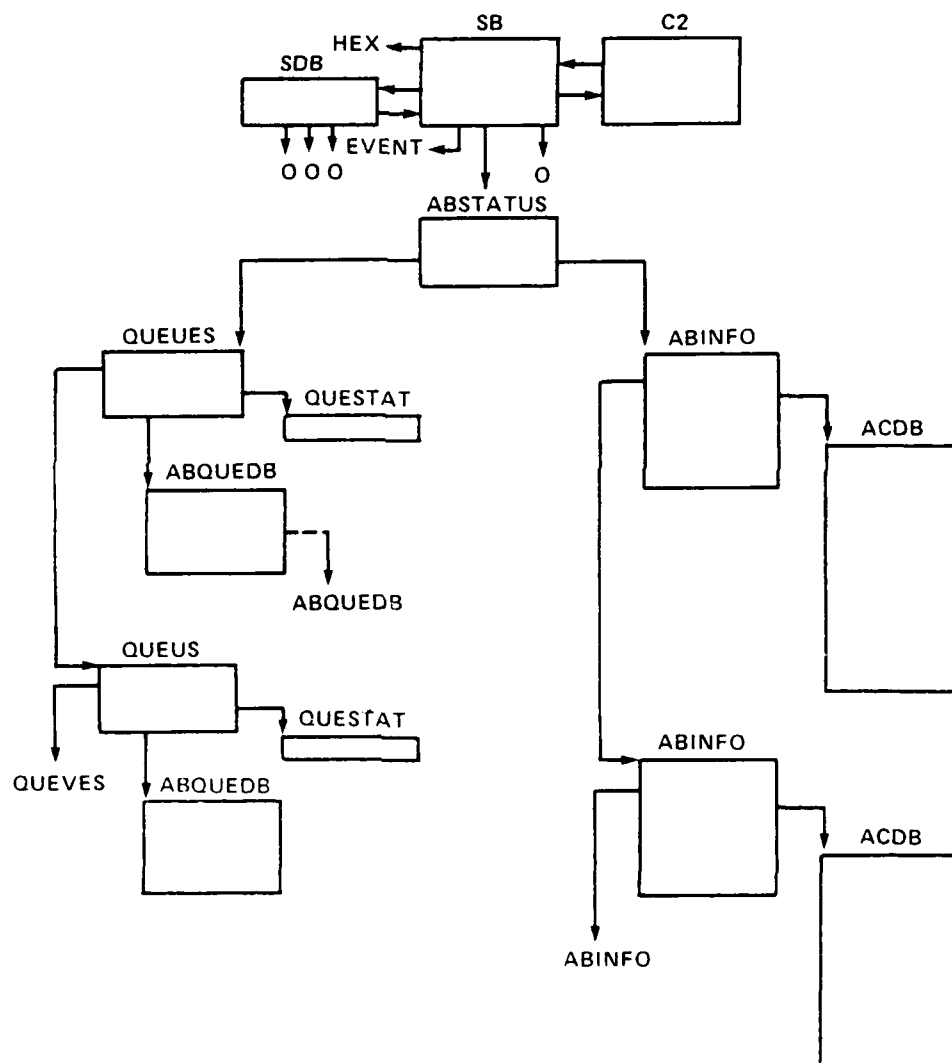 SB
C2
HEX
SDB
EVENT
O O O
O
ABSTATUS
QUEUES
ABINFO
QUESTAT
ACDB
ABQUEDB
ABQUEDB
QUEUS
QUESTAT
ABINFO
QUEVES
ABQUEDB
ACDB
ABINFO